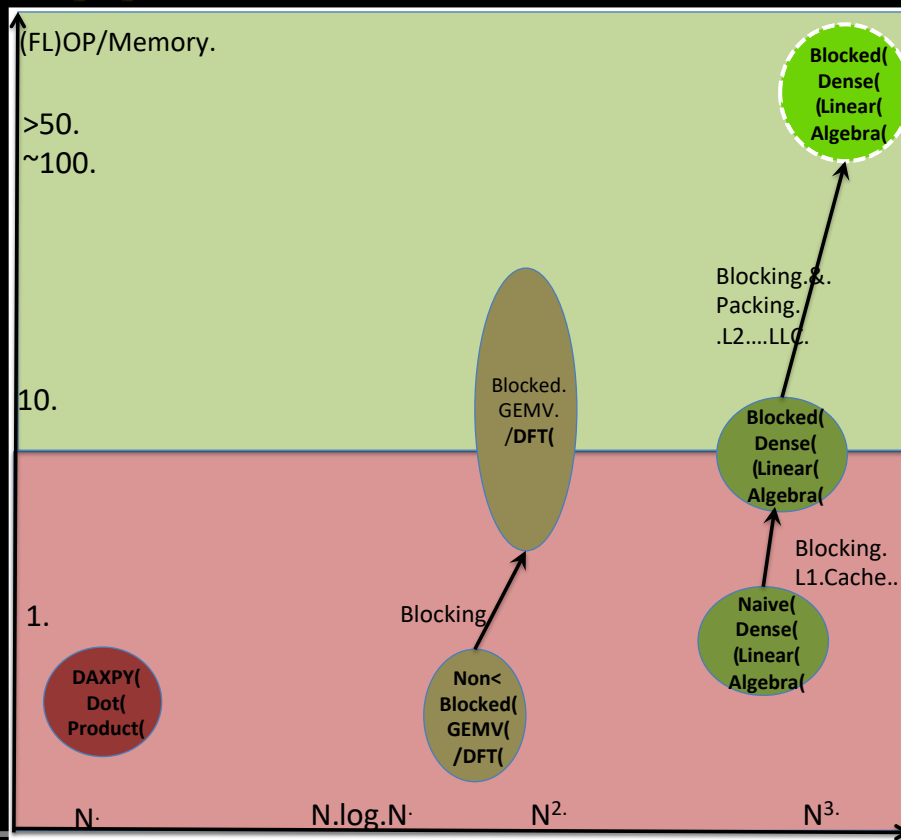 (FL)OP/Memory.
>50.
~100.
Blocked(
Dense(
(Linear(
Algebra(
Blocking.&.
Packing.
.L2....LLC.
10.
Blocked.
GEMV.
/DFT(
Blocked(
Dense(
(Linear(
Algebra(
Blocking.
L1.Cache..
1.
Blocking
Naive(
Dense(
(Linear(
Algebra(
DAXPY(
Dot(
Product(
Non<
Blocked(
GEMV(
/DFT(
N.
N.log.N.
N².
N³.